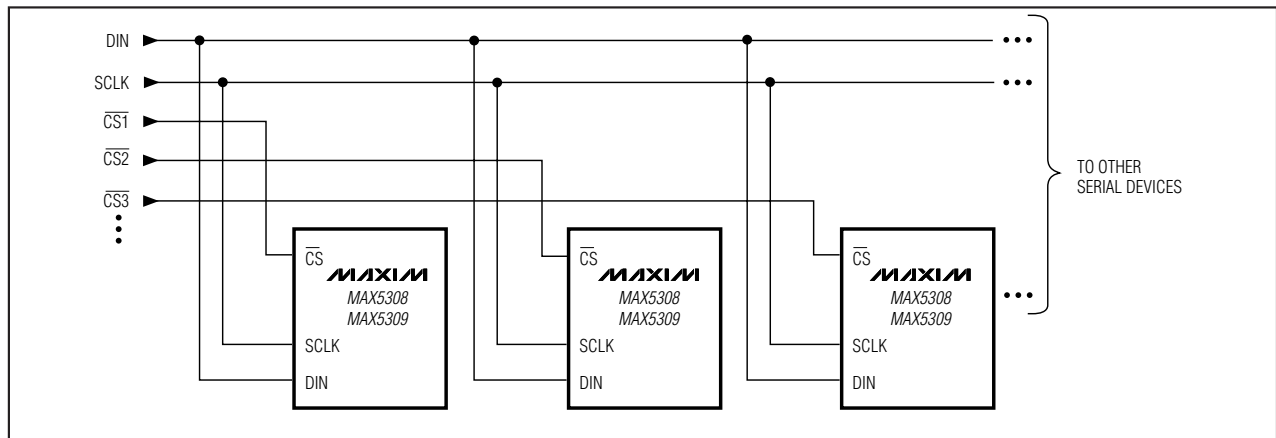 DIN
SCLK
CS1
CS2
CS3
TO OTHER
SERIAL DEVICES
CS
MAXIM
MAX5308
MAX5309
SCLK
DIN
CS
MAXIM
MAX5308
MAX5309
SCLK
DIN
CS
MAXIM
MAX5308
MAX5309
SCLK
DIN